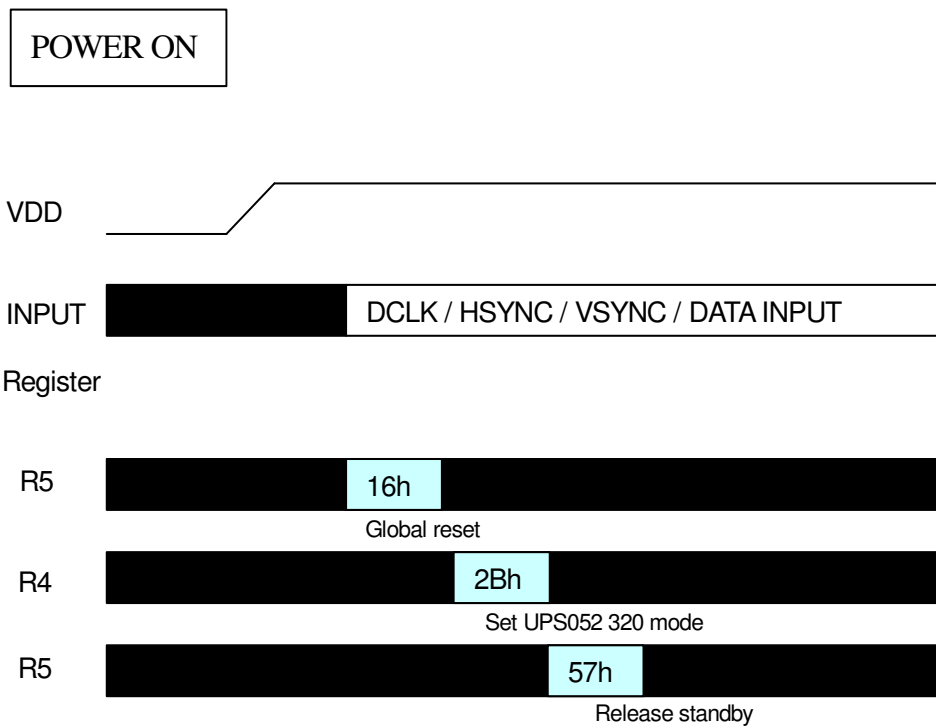 POWER ON
VDD
INPUT DCLK / HSYNC / VSYNC / DATA INPUT
Register
R5 16h
Global reset
R4 2Bh
Set UPS052 320 mode
R5 57h
Release standby